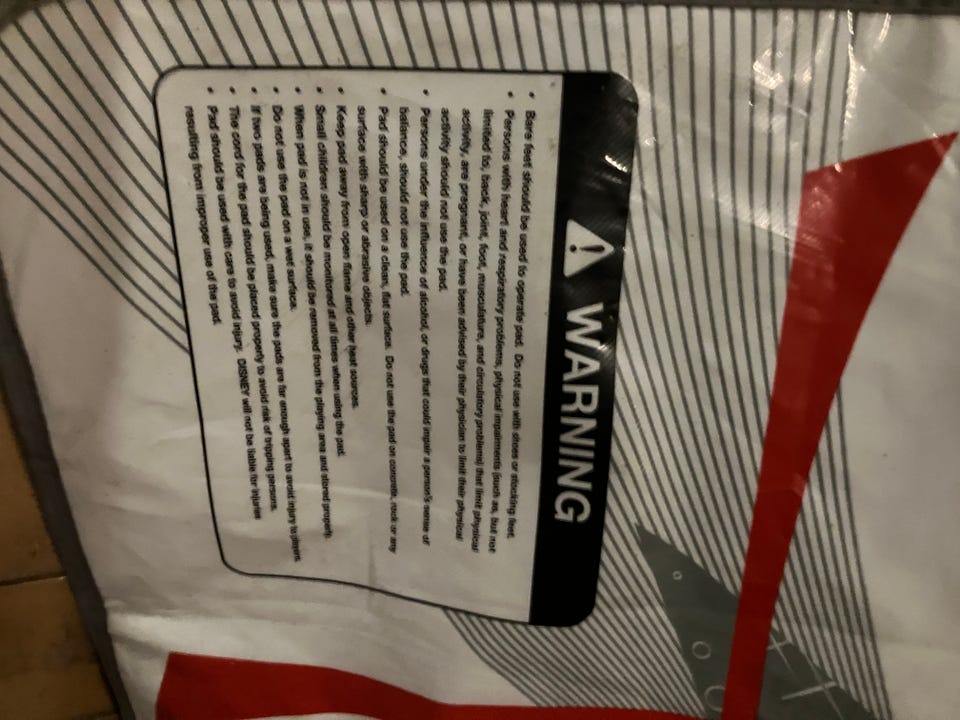 WARNING
• Bare feet should be used to operate pad. Do not use with shoes or stocking feet.
• Persons with heart and respiratory problems, physical impairments (such as, but not
limited to, back, joint, foot, musculature, and circulatory problems) that limit physical
activity, are pregnant, or have been advised by their physician to limit their physical
activity should not use the pad.
• Persons under the influence of alcohol, or drugs that could impair a person's sense of
balance, should not use the pad.
• Pad should be used on a clean, flat surface. Do not use the pad on concrete, rock or any
surface with sharp or abrasive objects.
• Keep pad away from open flame and other heat sources.
• Small children should be monitored at all times when using the pad.
• When pad is not in use, it should be removed from the playing area and stored properly.
• Do not use the pad on a wet surface.
• If two pads are being used, make sure the pads are far enough apart to avoid injury to players.
• The cord for the pad should be placed properly to avoid risk of tripping persons.
• Pad should be used with care to avoid injury. DISNEY will not be liable for injuries
resulting from improper use of the pad.